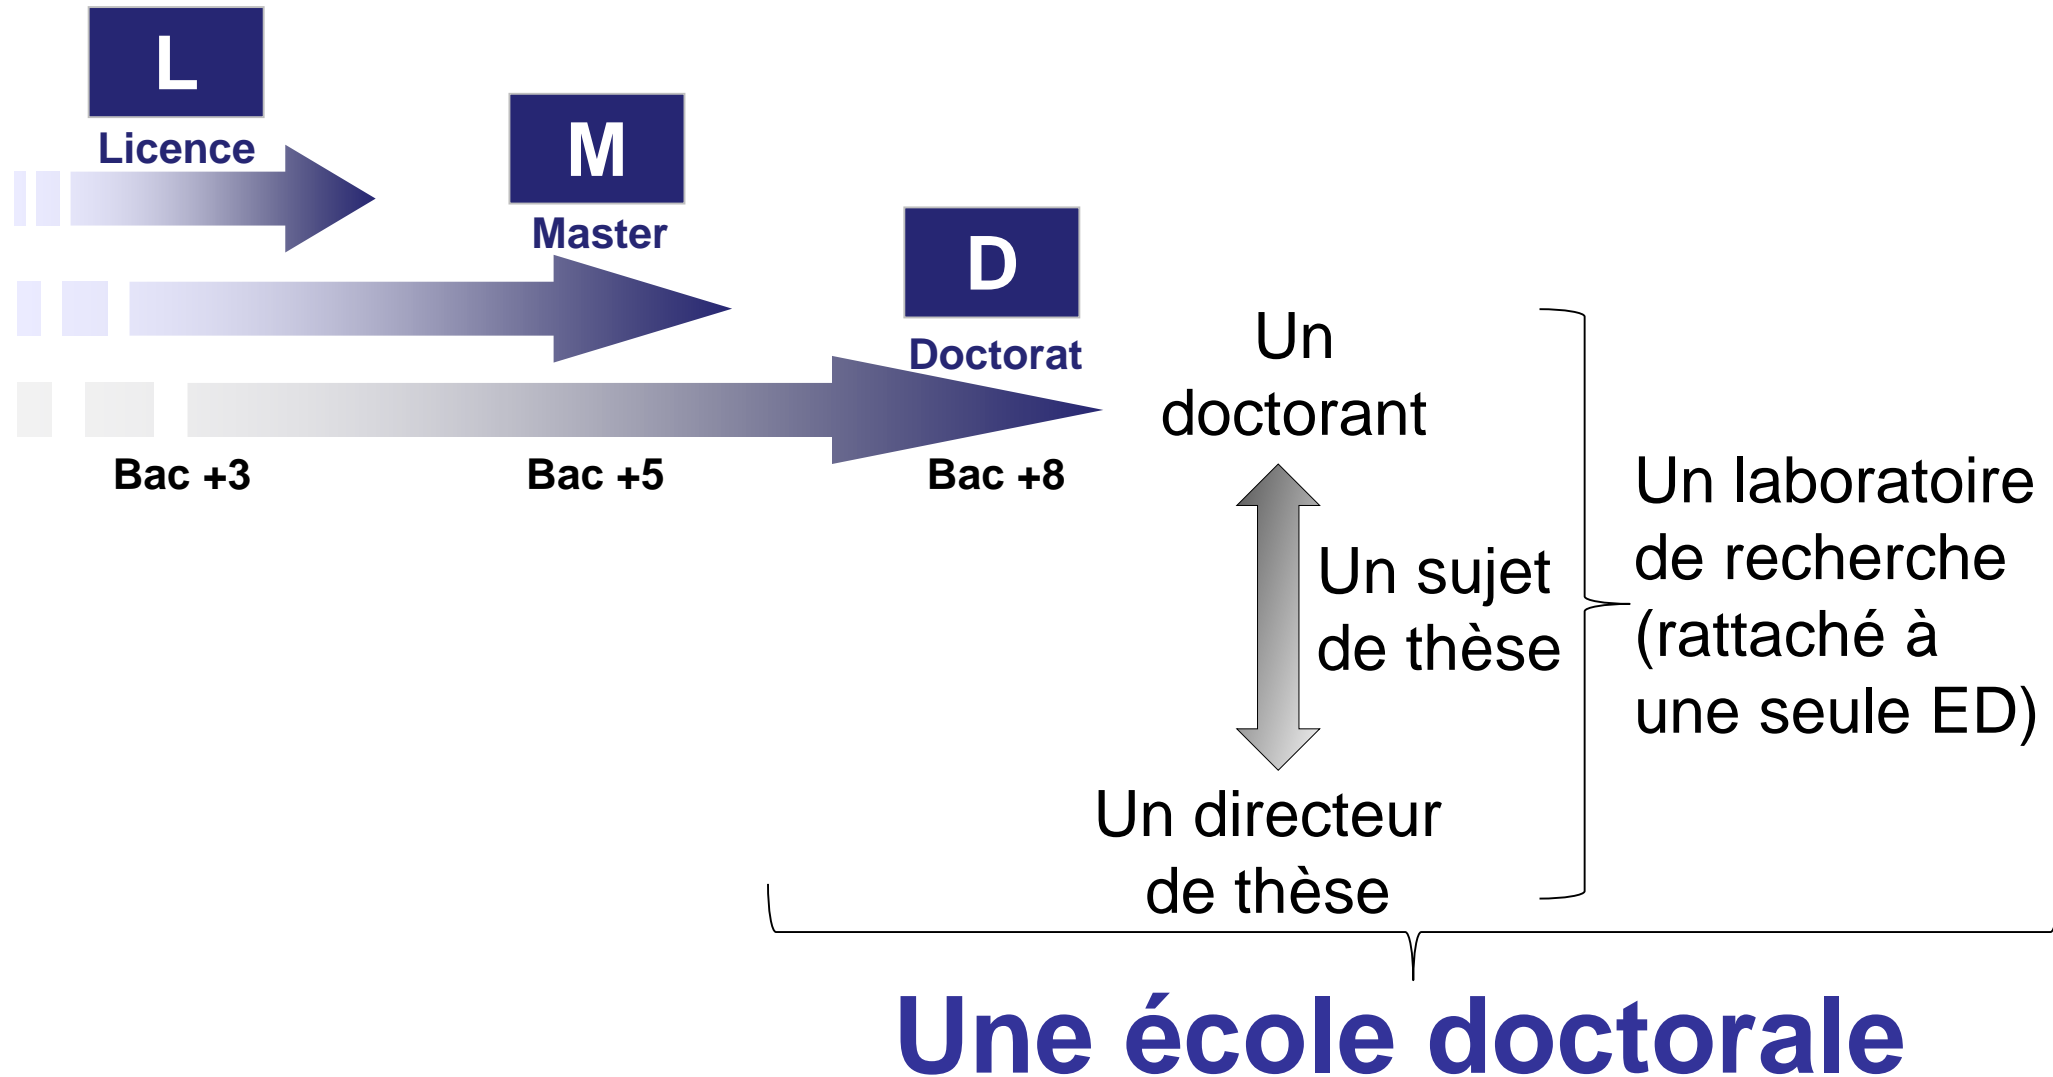 L
Licence
M
Master
D
Doctorat
Bac +3
Bac +5
Bac +8
Un
doctorant
Un sujet
de thèse
Un directeur
de thèse
Un laboratoire
de recherche
(rattaché à
une seule ED)
Une école doctorale